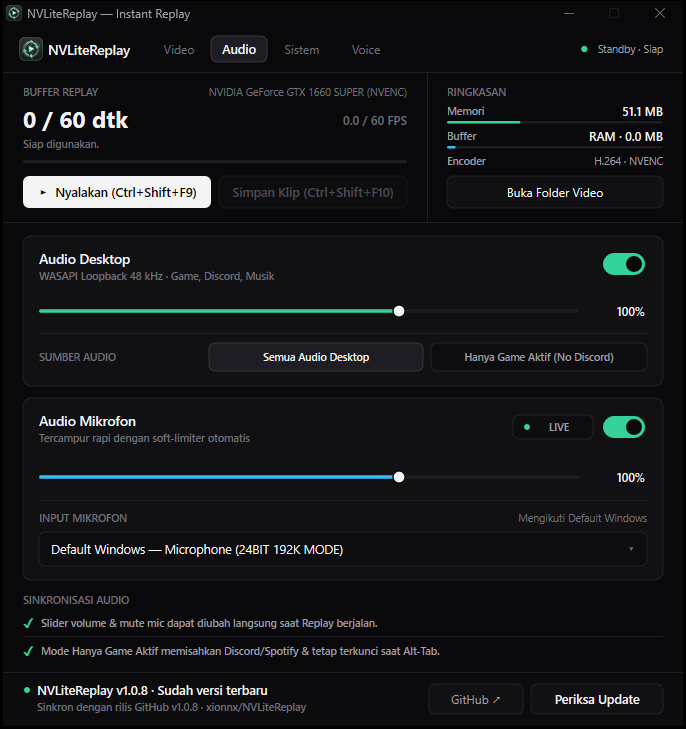 NVLiteReplay — Instant Replay
NVLiteReplay Video Audio Sistem Voice Standby · Siap
BUFFER REPLAY NVIDIA GeForce GTX 1660 SUPER (NVENC)
0 / 60 dtk 0.0 / 60 FPS
Siap digunakan.
Nyalakan (Ctrl+Shift+F9) Simpan Klip (Ctrl+Shift+F10)
RINGKASAN
Memori 51.1 MB
Buffer RAM · 0.0 MB
Encoder H.264 · NVENC
Buka Folder Video
Audio Desktop
WASAPI Loopback 48 kHz · Game, Discord, Musik
100%
SUMBER AUDIO Semua Audio Desktop Hanya Game Aktif (No Discord)
Audio Mikrofon LIVE
Tercampur rapi dengan soft-limiter otomatis
100%
INPUT MIKROFON Mengikuti Default Windows
Default Windows — Microphone (24BIT 192K MODE)
SINKRONISASI AUDIO
✓ Slider volume & mute mic dapat diubah langsung saat Replay berjalan.
✓ Mode Hanya Game Aktif memisahkan Discord/Spotify & tetap terkunci saat Alt-Tab.
NVLiteReplay v1.0.8 · Sudah versi terbaru
Sinkron dengan rilis GitHub v1.0.8 · xionnx/NVLiteReplay
GitHub ↗ Periksa Update